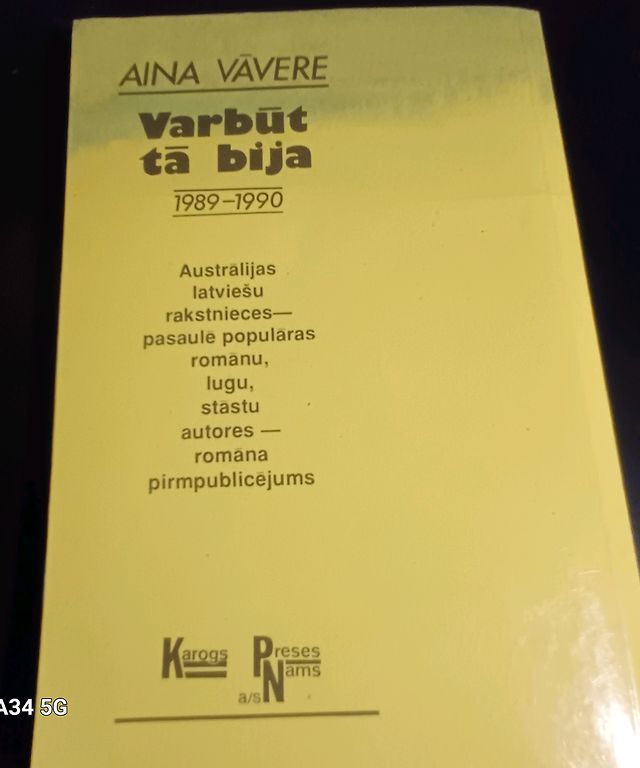 AINA VĀVERE
Varbūt
tā bija
1989–1990
Austrālijas
latviešu
rakstnieces—
pasaulē populāras
romānu,
lugu,
stāstu
autores —
romāna
pirmpublicējums
Karogs
Preses
Nams
a/s
A34 5G